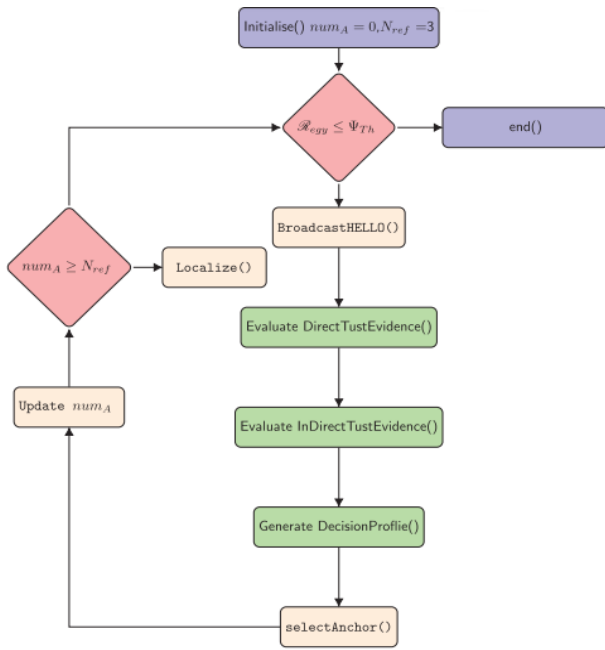 Initialise() num_A = 0,N_ref =3
ℛ_egy ≤ Ψ_Th
end()
BroadcastHELLO()
num_A ≥ N_ref
Localize()
Evaluate DirectTustEvidence()
Update num_A
Evaluate InDirectTustEvidence()
Generate DecisionProflie()
selectAnchor()